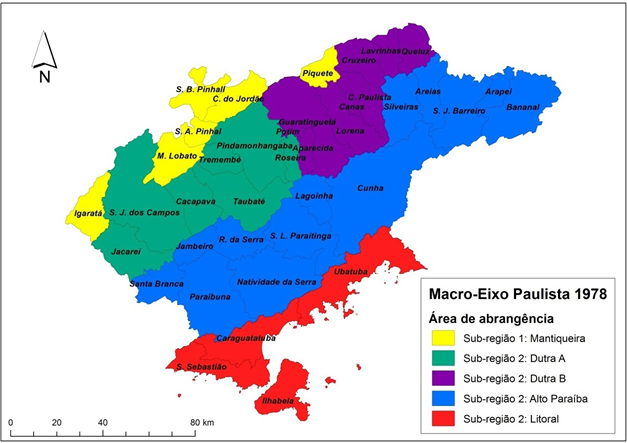 N
Lavrinhas
Queluz
Cruzeiro
Piquete
S. B. Pinhall
C. do Jordão
C. Paulista
Canas
Silveiras
Areias
Arapei
S. J. Barreiro
Bananal
Guaratingueta
Potim
Lorena
S. A. Pinhal
Pindamonhangaba
Aparecida
M. Lobato
Tremembé
Roseira
Cunha
Igaratá
S. J. dos Campos
Cacapava
Taubaté
Lagoinha
Jacareí
Jambeiro
R. da Serra
S. L. Paraitinga
Santa Branca
Natividade da Serra
Ubatuba
Paraibuna
Caraguatatuba
S. Sebastião
Ilhabela
Macro-Eixo Paulista 1978
Área de abrangência
Sub-região 1: Mantiqueira
Sub-região 2: Dutra A
Sub-região 2: Dutra B
Sub-região 2: Alto Paraíba
Sub-região 2: Litoral
0 20 40 80 km